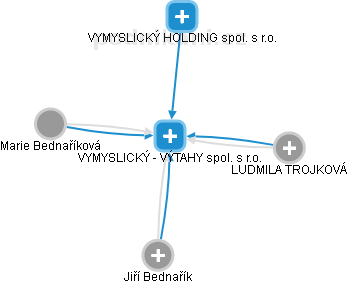 VYMYSLICKÝ HOLDING spol. s r.o.
Marie Bednaříková
VYMYSLICKÝ - VÝTAHY spol. s r.o.
LUDMILA TROJKOVÁ
Jiří Bednařík